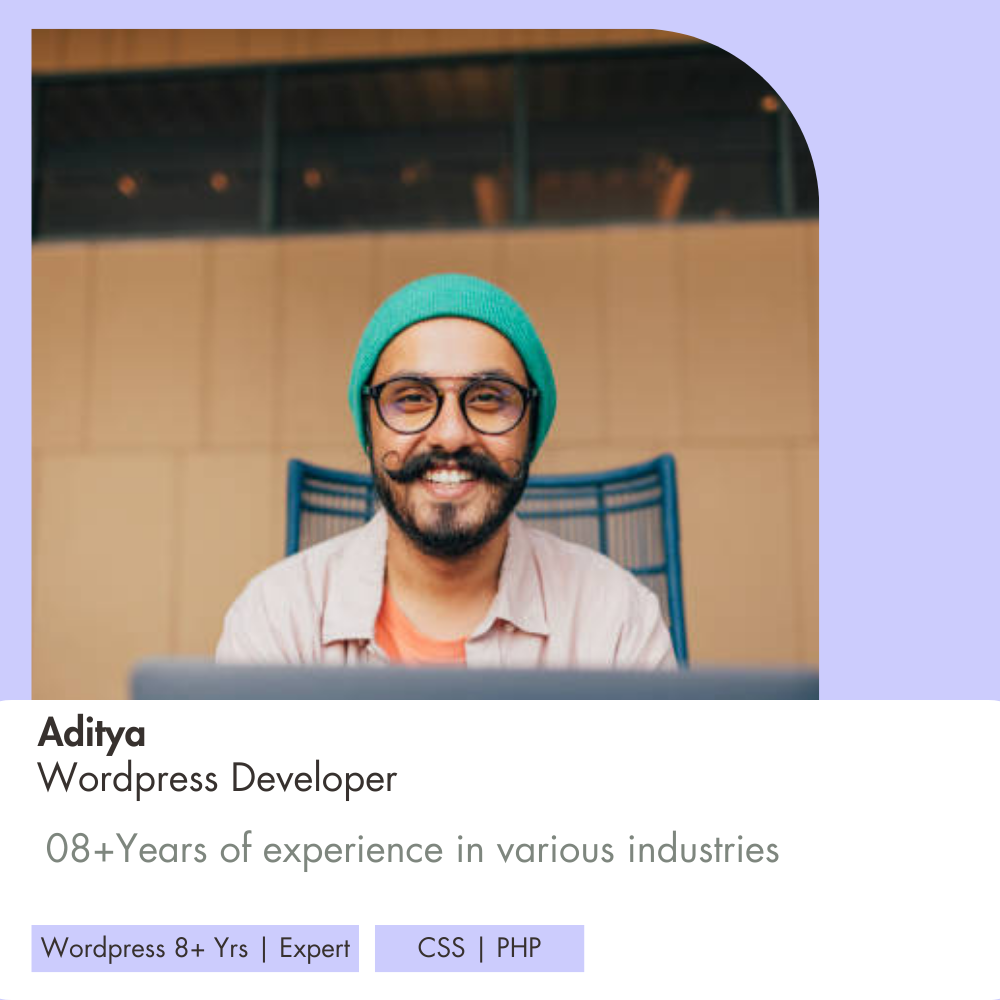 Aditya
Wordpress Developer
08+Years of experience in various industries
Wordpress 8+ Yrs | Expert
CSS | PHP